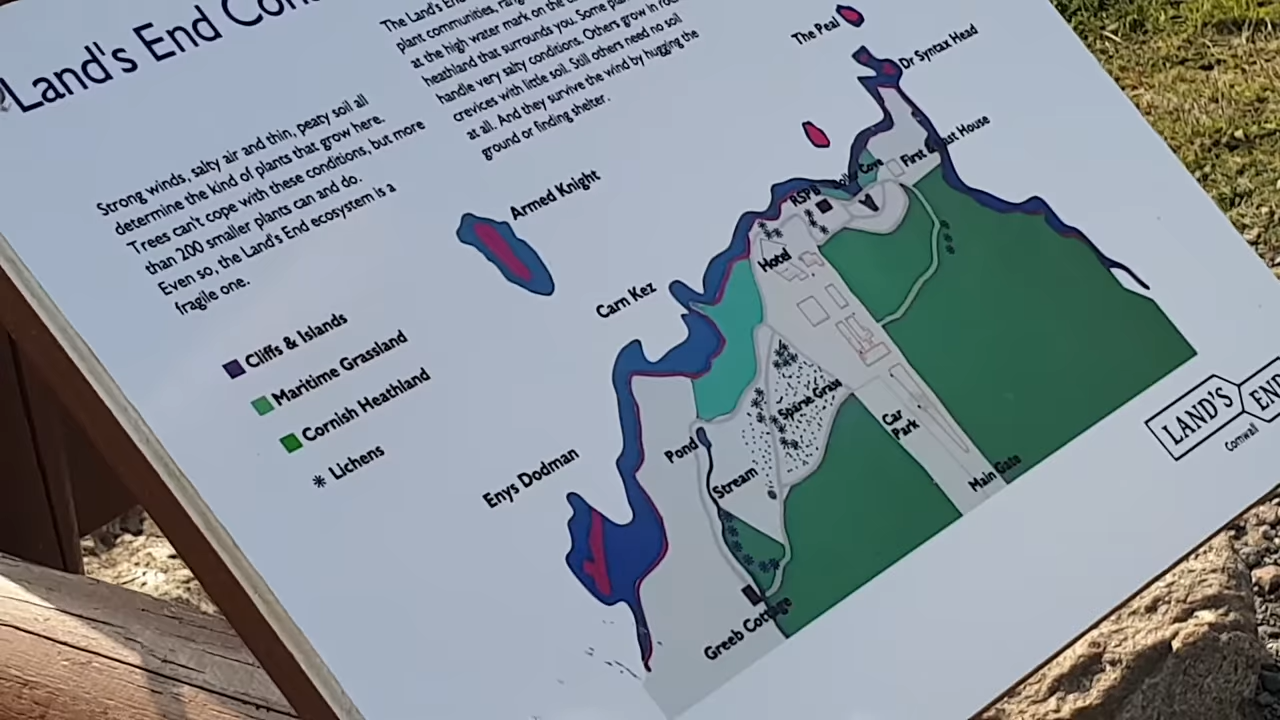 Land's End
The Land's End
plant communities,
at the high water mark on the
heathland that surrounds you. Some
handle very salty conditions. Others grow in
crevices with little soil. Still others need no soil
at all. And they survive the wind by hugging the
ground or finding shelter.
Strong winds, salty air and thin, peaty soil all
determine the kind of plants that grow here.
Trees can't cope with these conditions, but more
than 200 smaller plants can and do.
Even so, the Land's End ecosystem is a
fragile one.
Cliffs & Islands
Maritime Grassland
Cornish Heathland
Lichens
The Peal
Dr Syntax Head
First House
Cove
RSPB
Armed Knight
Hotel
Carn Kez
Sparse Grass
Car
Park
Pond
Stream
Main Gate
Enys Dodman
Greeb Cottage
LAND'S END
Cornwall